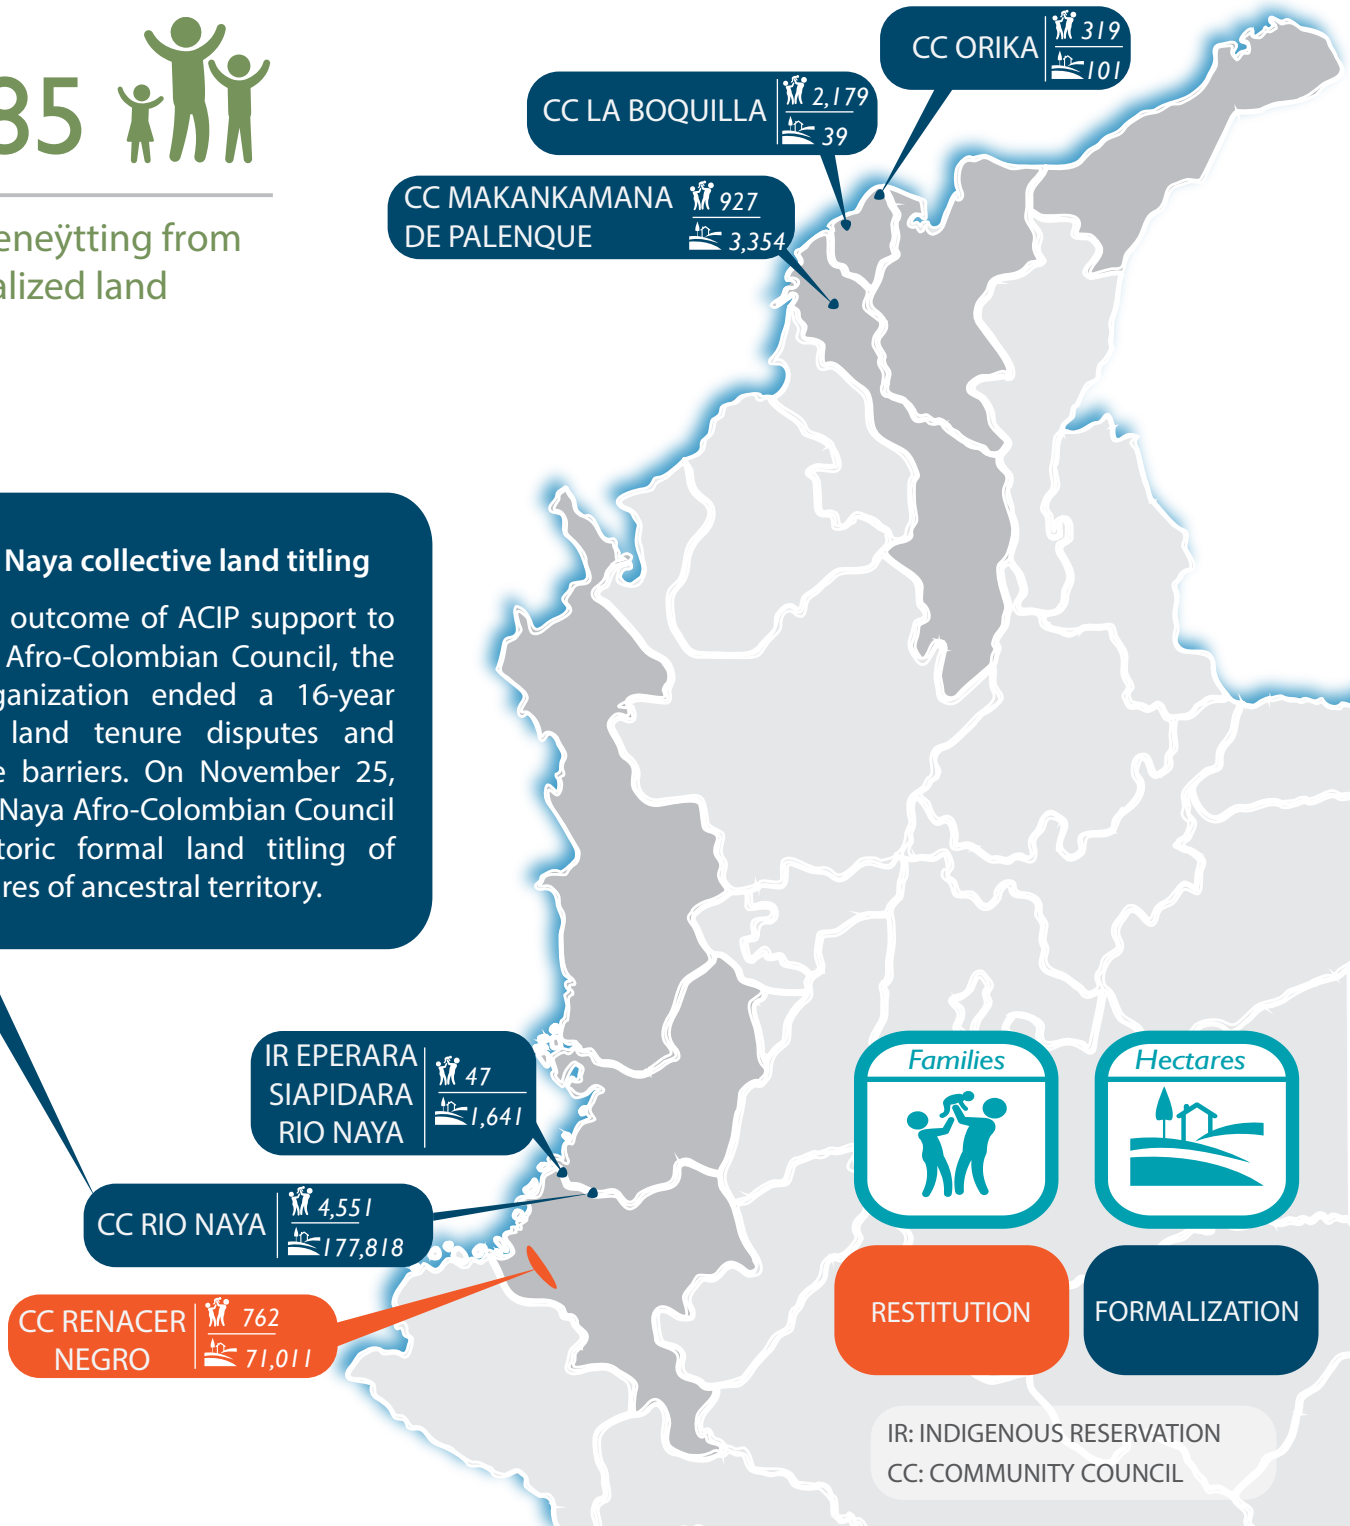 85
eneÿtting from
alized land
CC ORIKA
319
101
CC LA BOQUILLA
2,179
39
CC MAKANKAMANA
DE PALENQUE
927
3,354
Naya collective land titling
outcome of ACIP support to
Afro-Colombian Council, the
ganization ended a 16-year
land tenure disputes and
e barriers. On November 25,
Naya Afro-Colombian Council
toric formal land titling of
res of ancestral territory.
IR EPERARA
SIAPIDARA
RIO NAYA
47
1,641
CC RIO NAYA
4,551
177,818
CC RENACER
NEGRO
762
71,011
Families
Hectares
RESTITUTION
FORMALIZATION
IR: INDIGENOUS RESERVATION
CC: COMMUNITY COUNCIL